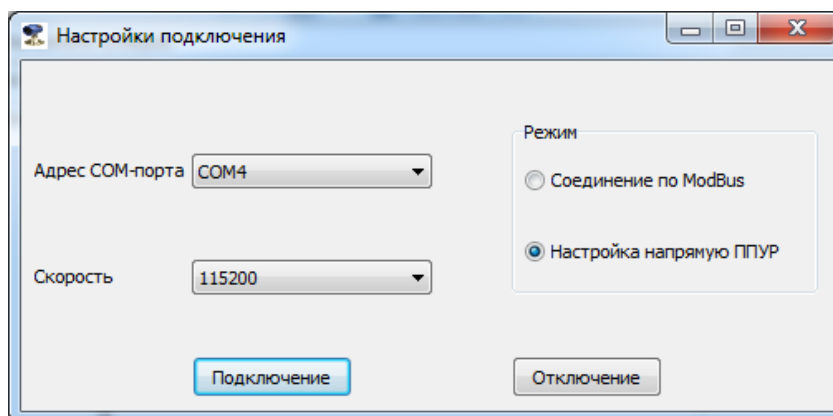 Настройки подключения
Адрес COM-порта
COM4
Скорость
115200
Режим
Соединение по ModBus
Настройка напрямую ППУР
Подключение
Отключение